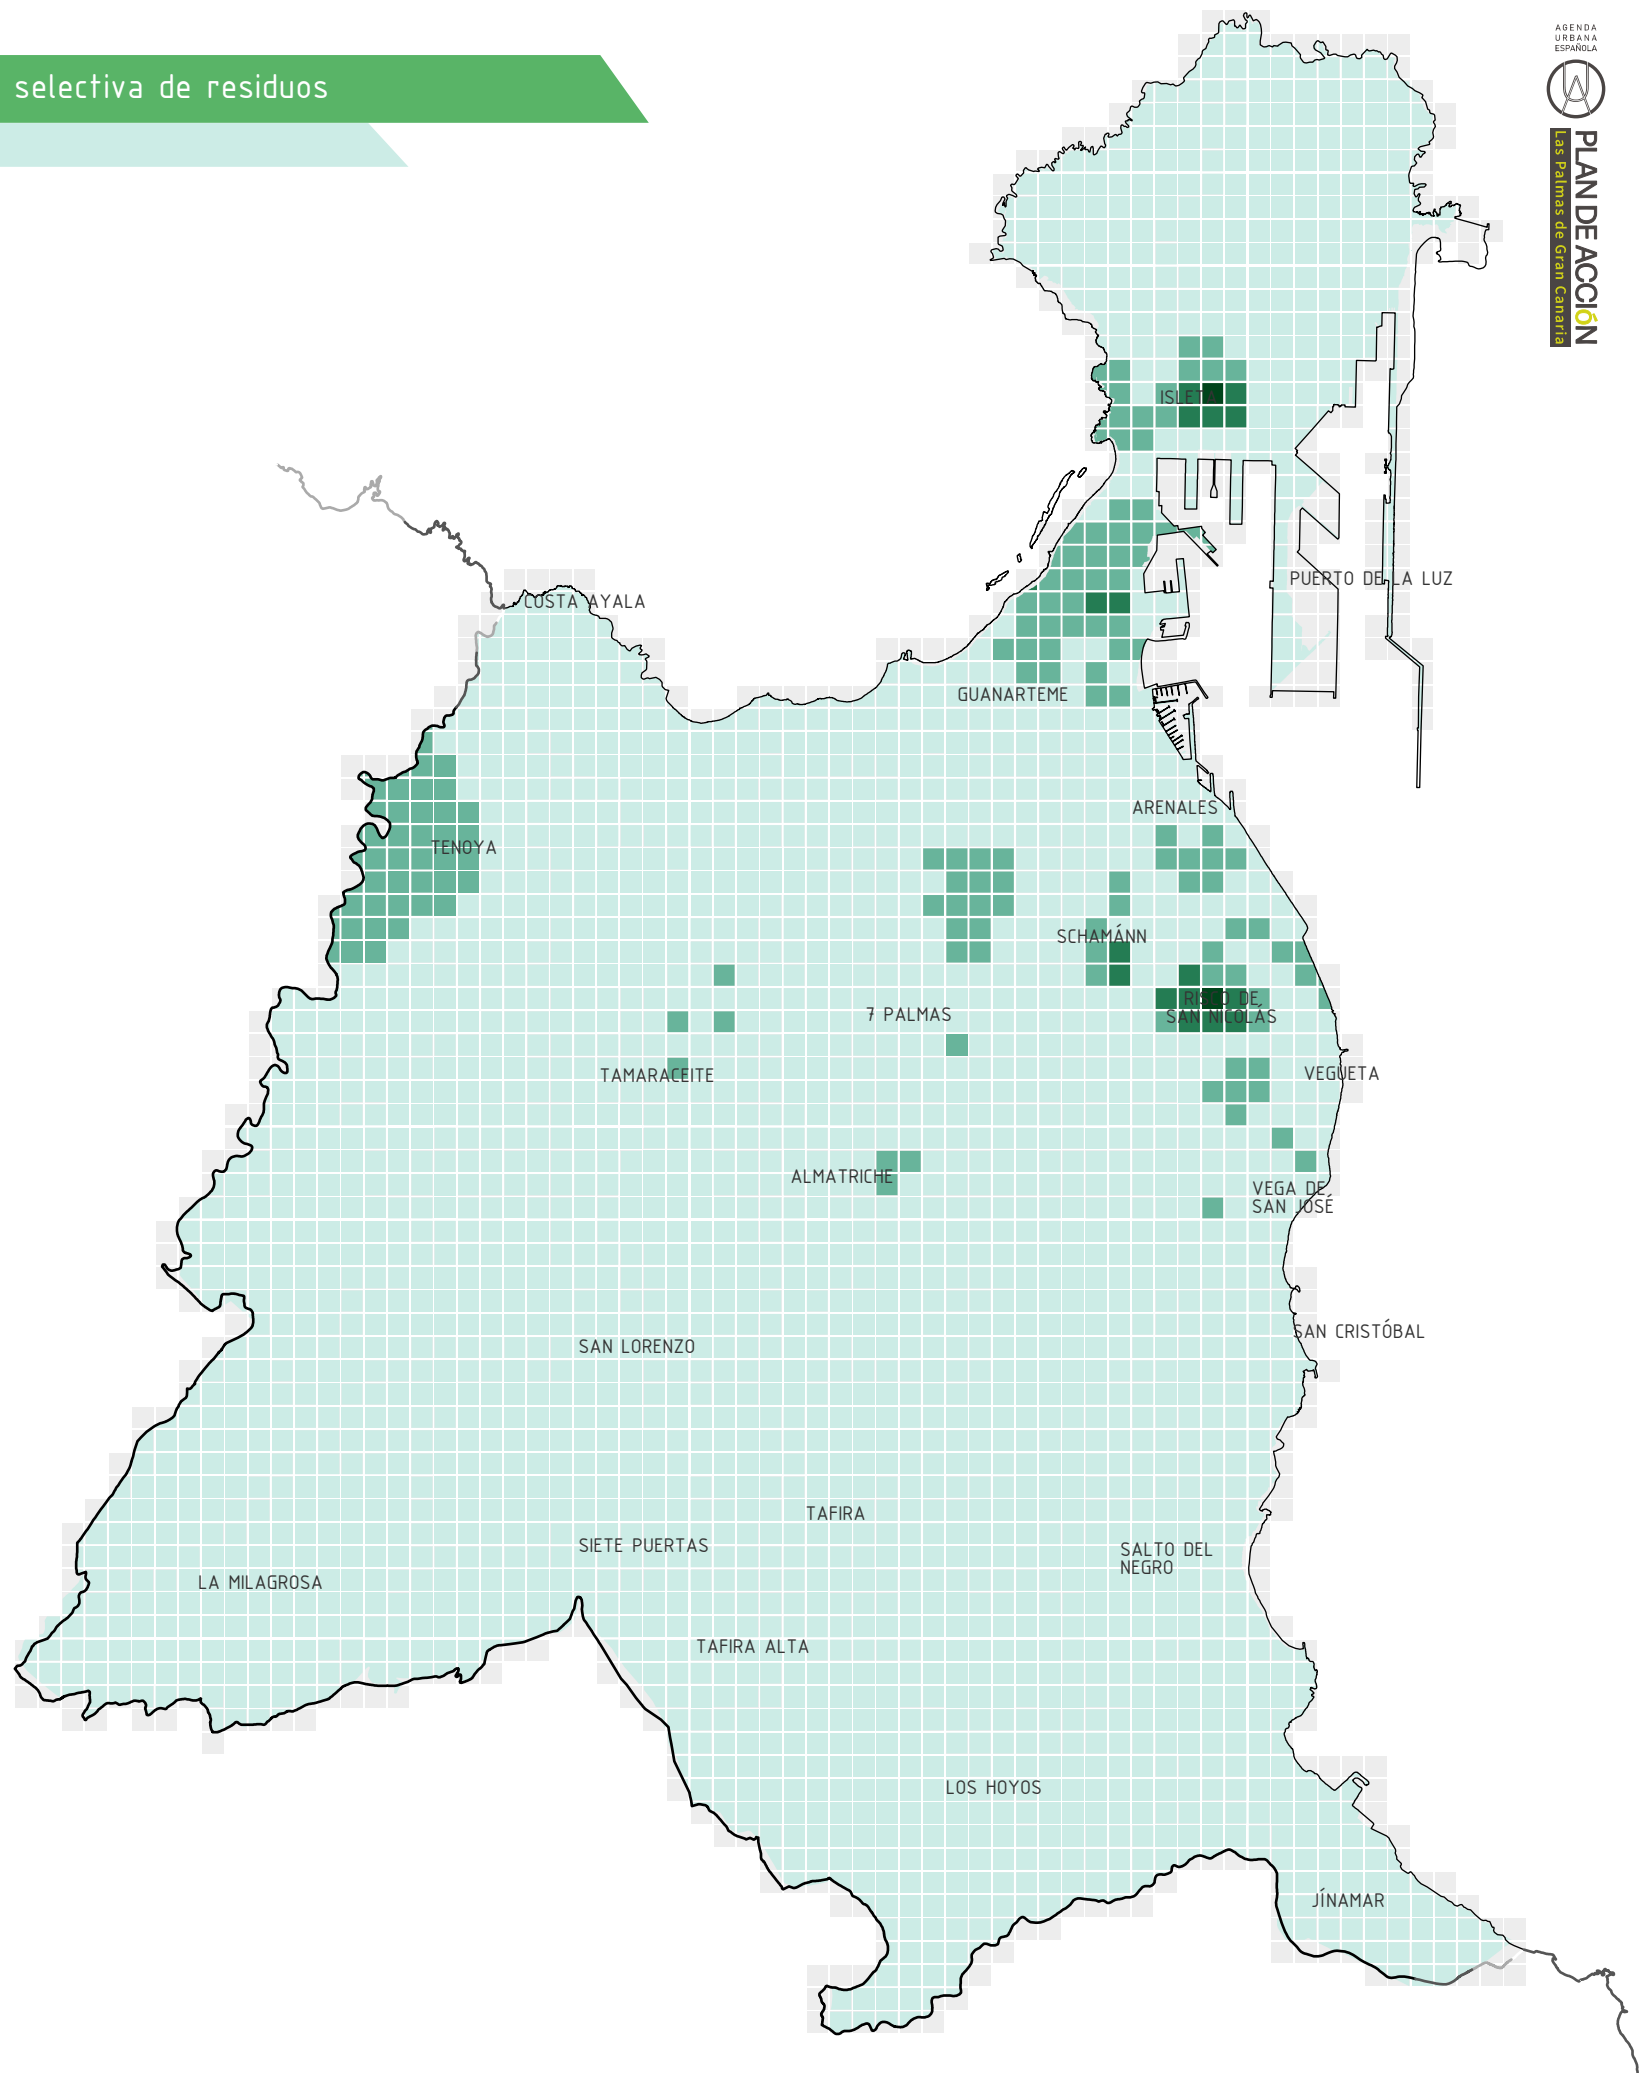 selectiva de residuos
AGENDA
URBANA
ESPAÑOLA
PLAN DE ACCIÓN
Las Palmas de Gran Canaria
ISLETA
PUERTO DE LA LUZ
COSTA AYALA
GUANARTEME
ARENALES
TENOYA
SCHAMÁNN
RISCO DE
SAN NICOLÁS
7 PALMAS
TAMARACEITE
VEGUETA
ALMATRICHE
VEGA DE
SAN JOSÉ
SAN CRISTÓBAL
SAN LORENZO
TAFIRA
SIETE PUERTAS
SALTO DEL
NEGRO
LA MILAGROSA
TAFIRA ALTA
LOS HOYOS
JÍNAMAR